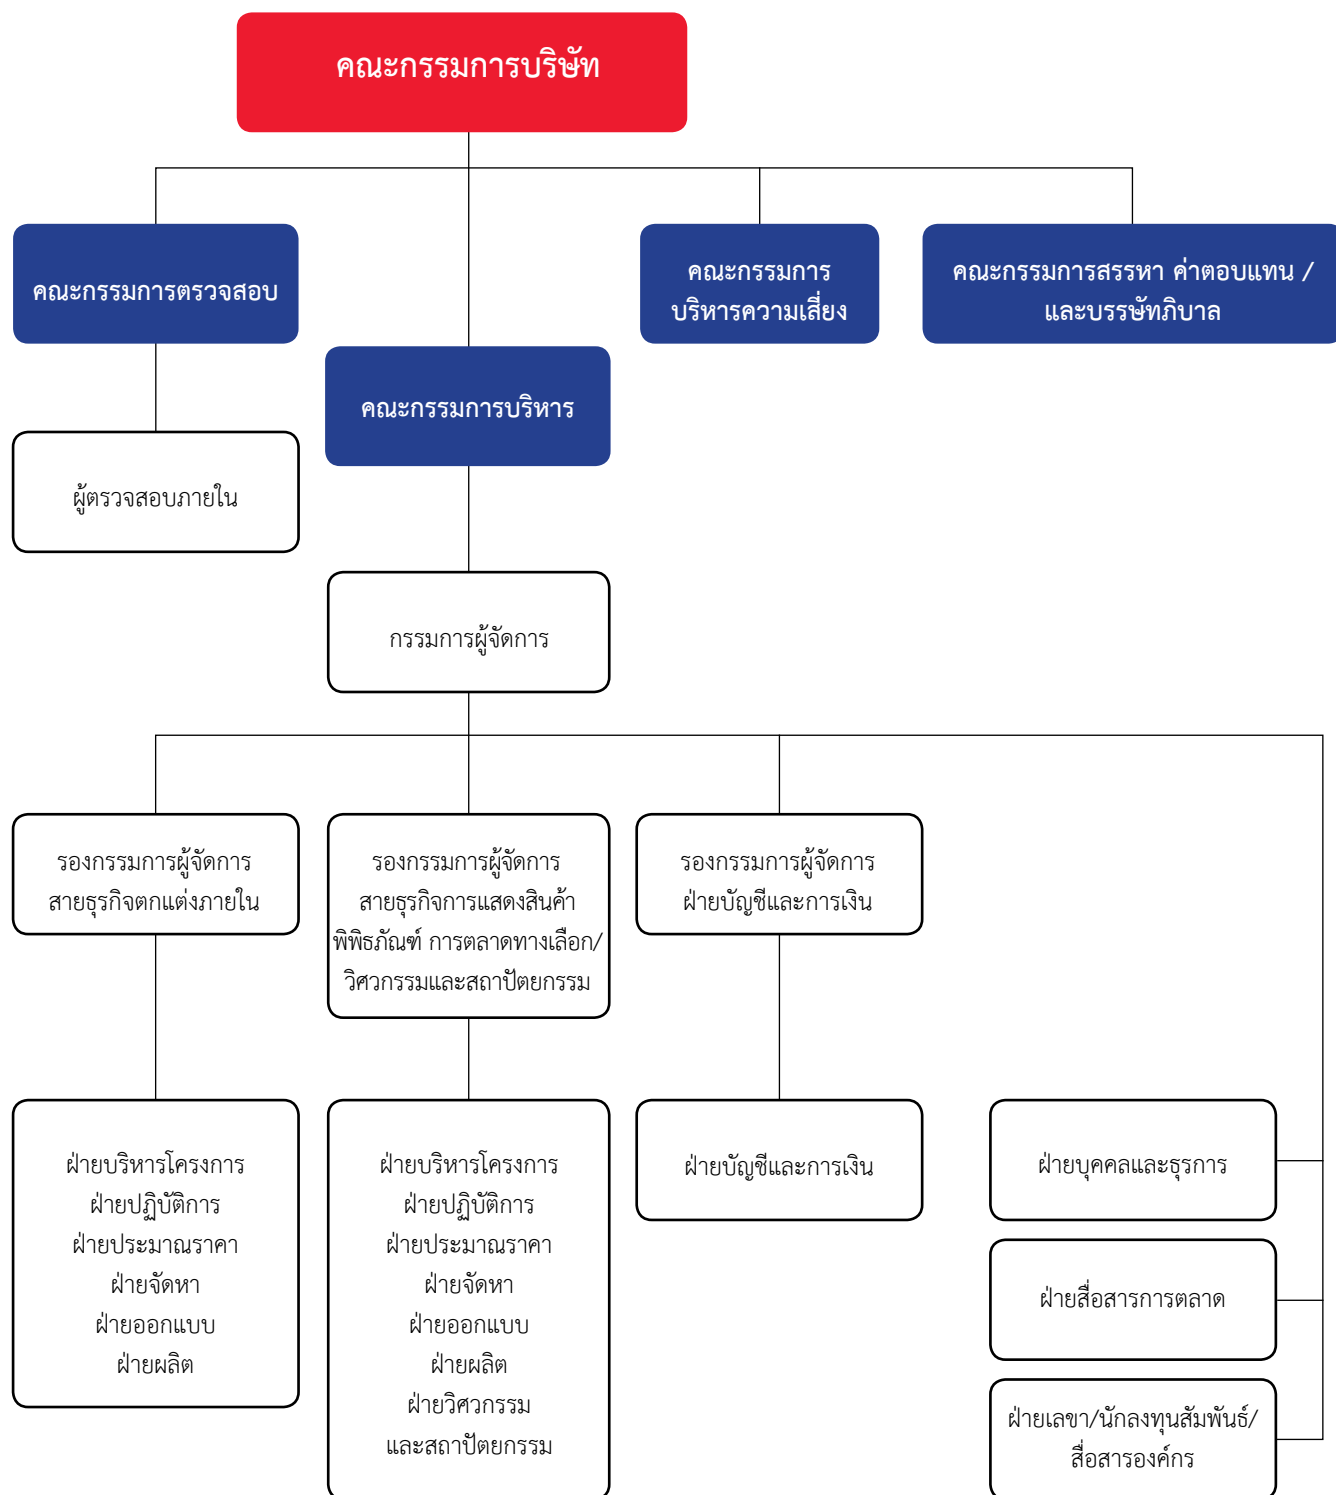 คณะกรรมการบริษัท
คณะกรรมการตรวจสอบ
คณะกรรมการ
บริหารความเสี่ยง
คณะกรรมการสรรหา ค่าตอบแทน /
และบรรษัทภิบาล
คณะกรรมการบริหาร
ผู้ตรวจสอบภายใน
กรรมการผู้จัดการ
รองกรรมการผู้จัดการ
สายธุรกิจตกแต่งภายใน
รองกรรมการผู้จัดการ
สายธุรกิจการแสดงสินค้า
พิพิธภัณฑ์ การตลาดทางเลือก/
วิศวกรรมและสถาปัตยกรรม
รองกรรมการผู้จัดการ
ฝ่ายบัญชีและการเงิน
ฝ่ายบริหารโครงการ
ฝ่ายปฏิบัติการ
ฝ่ายประมาณราคา
ฝ่ายจัดหา
ฝ่ายออกแบบ
ฝ่ายผลิต
ฝ่ายบริหารโครงการ
ฝ่ายปฏิบัติการ
ฝ่ายประมาณราคา
ฝ่ายจัดหา
ฝ่ายออกแบบ
ฝ่ายผลิต
ฝ่ายวิศวกรรม
และสถาปัตยกรรม
ฝ่ายบัญชีและการเงิน
ฝ่ายบุคคลและธุรการ
ฝ่ายสื่อสารการตลาด
ฝ่ายเลขา/นักลงทุนสัมพันธ์/
สื่อสารองค์กร